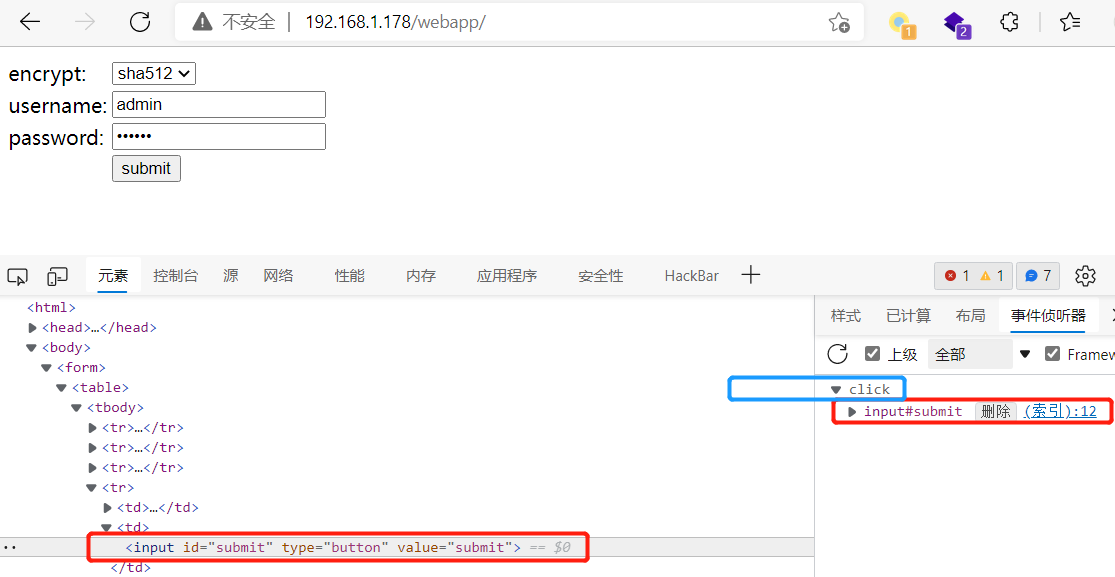 不安全 192.168.1.178/webapp/ 1 2
encrypt: sha512
username: admin
password: ••••••
submit
元素 控制台 源 网络 性能 内存 应用程序 安全性 HackBar 1 1 7
<html>
<head>…</head>
<body>
<form>
<table>
<tbody>
<tr>…</tr>
<tr>…</tr>
<tr>…</tr>
<tr>
<td>…</td>
<td>
<input id="submit" type="button" value="submit"> == $0
</td>
样式 已计算 布局 事件侦听器
上级 全部 Framew
click
input#submit 删除 (索引):12